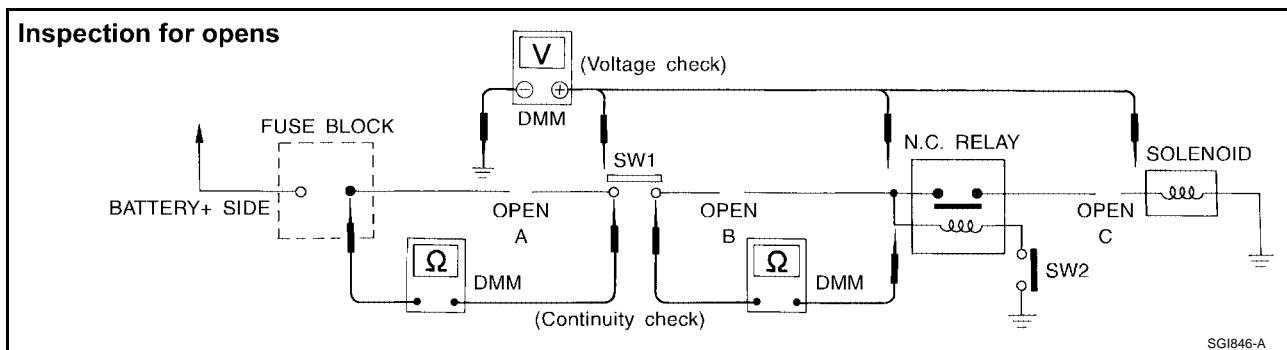 Inspection for opens
V
(Voltage check)
DMM
FUSE BLOCK
N.C. RELAY
SW1
SOLENOID
BATTERY+ SIDE
OPEN
A
OPEN
B
OPEN
C
Ω
DMM
Ω
DMM
SW2
(Continuity check)
SGI846-A